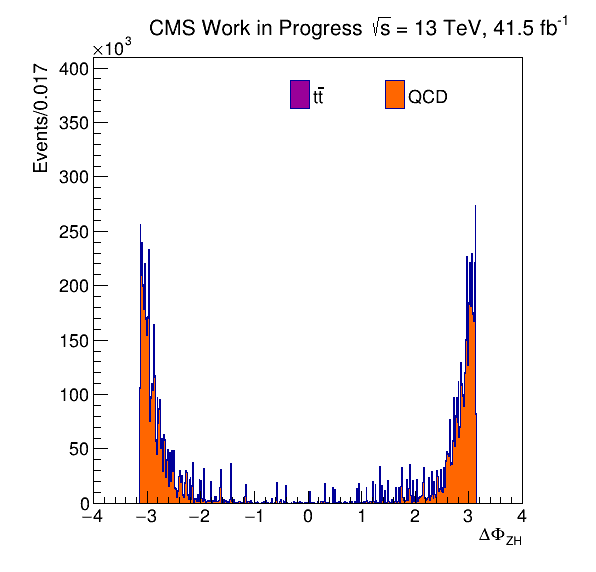 CMS Work in Progress √s = 13 TeV, 41.5 fb⁻¹
×10³
Events/0.017
400
350
300
250
200
150
100
50
0
tt̄
QCD
−4 −3 −2 −1 0 1 2 3 4
ΔΦZH